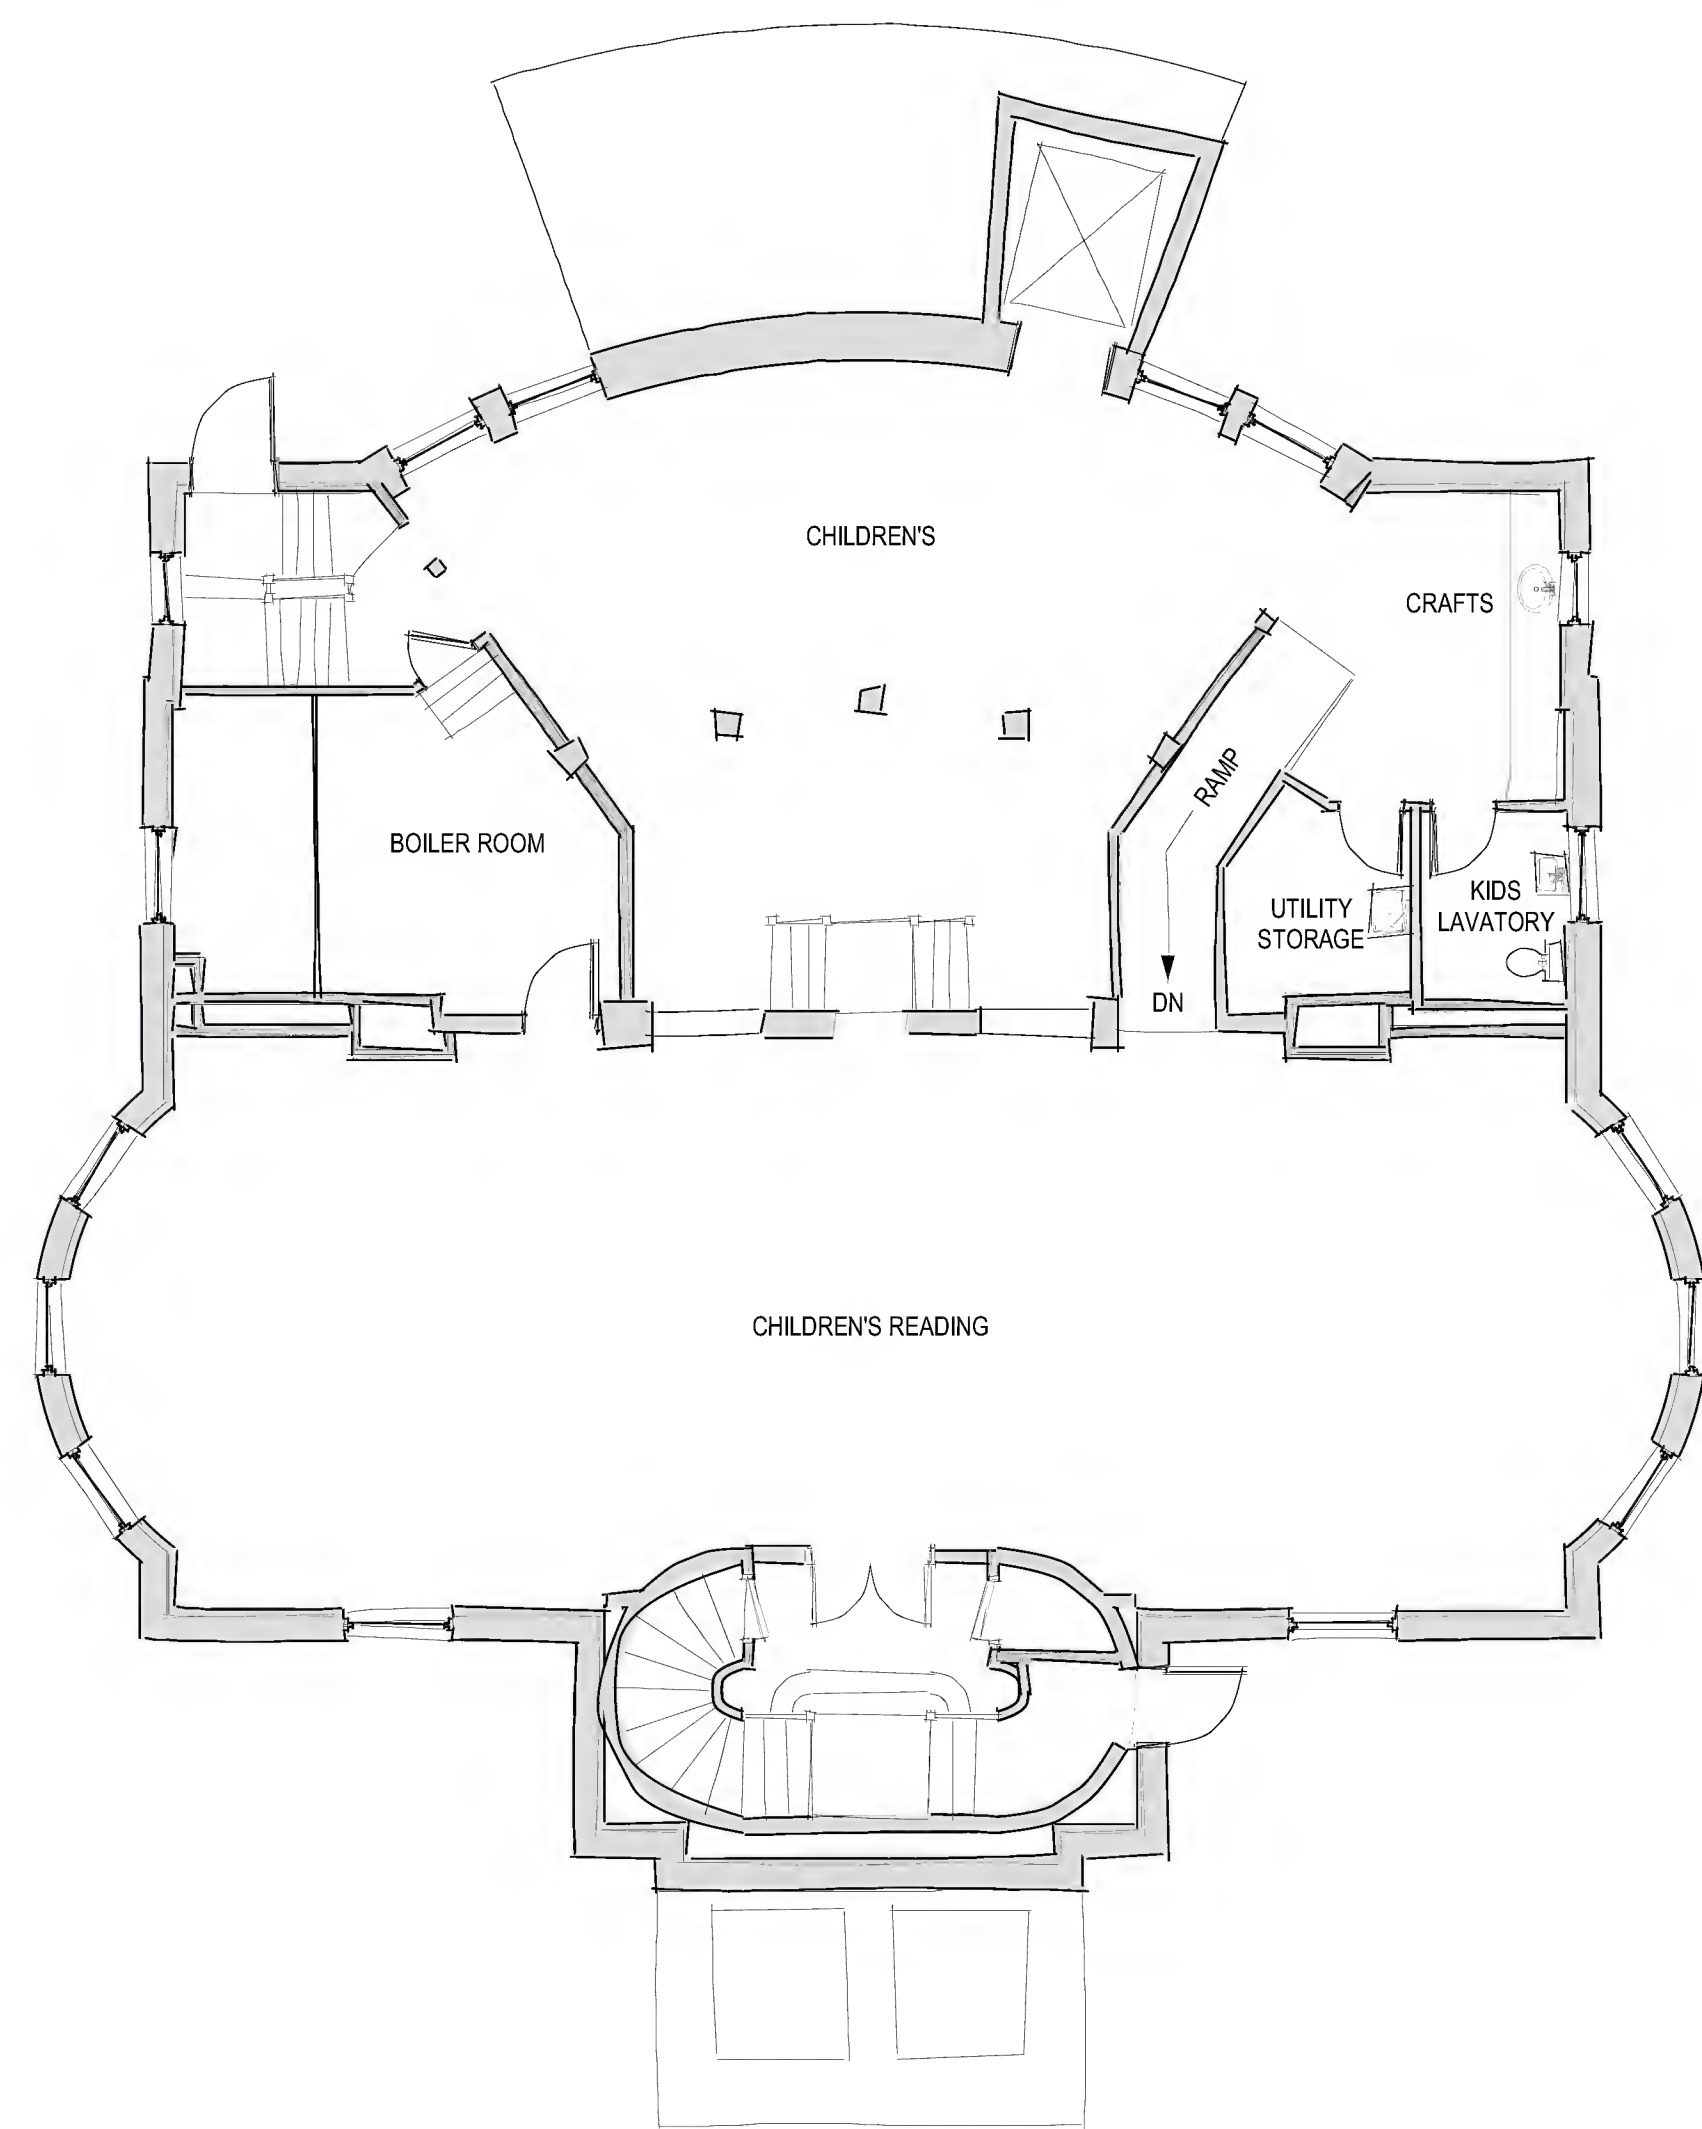 CHILDREN'S
CRAFTS
RAMP
BOILER ROOM
KIDS
LAVATORY
UTILITY
STORAGE
DN
CHILDREN'S READING